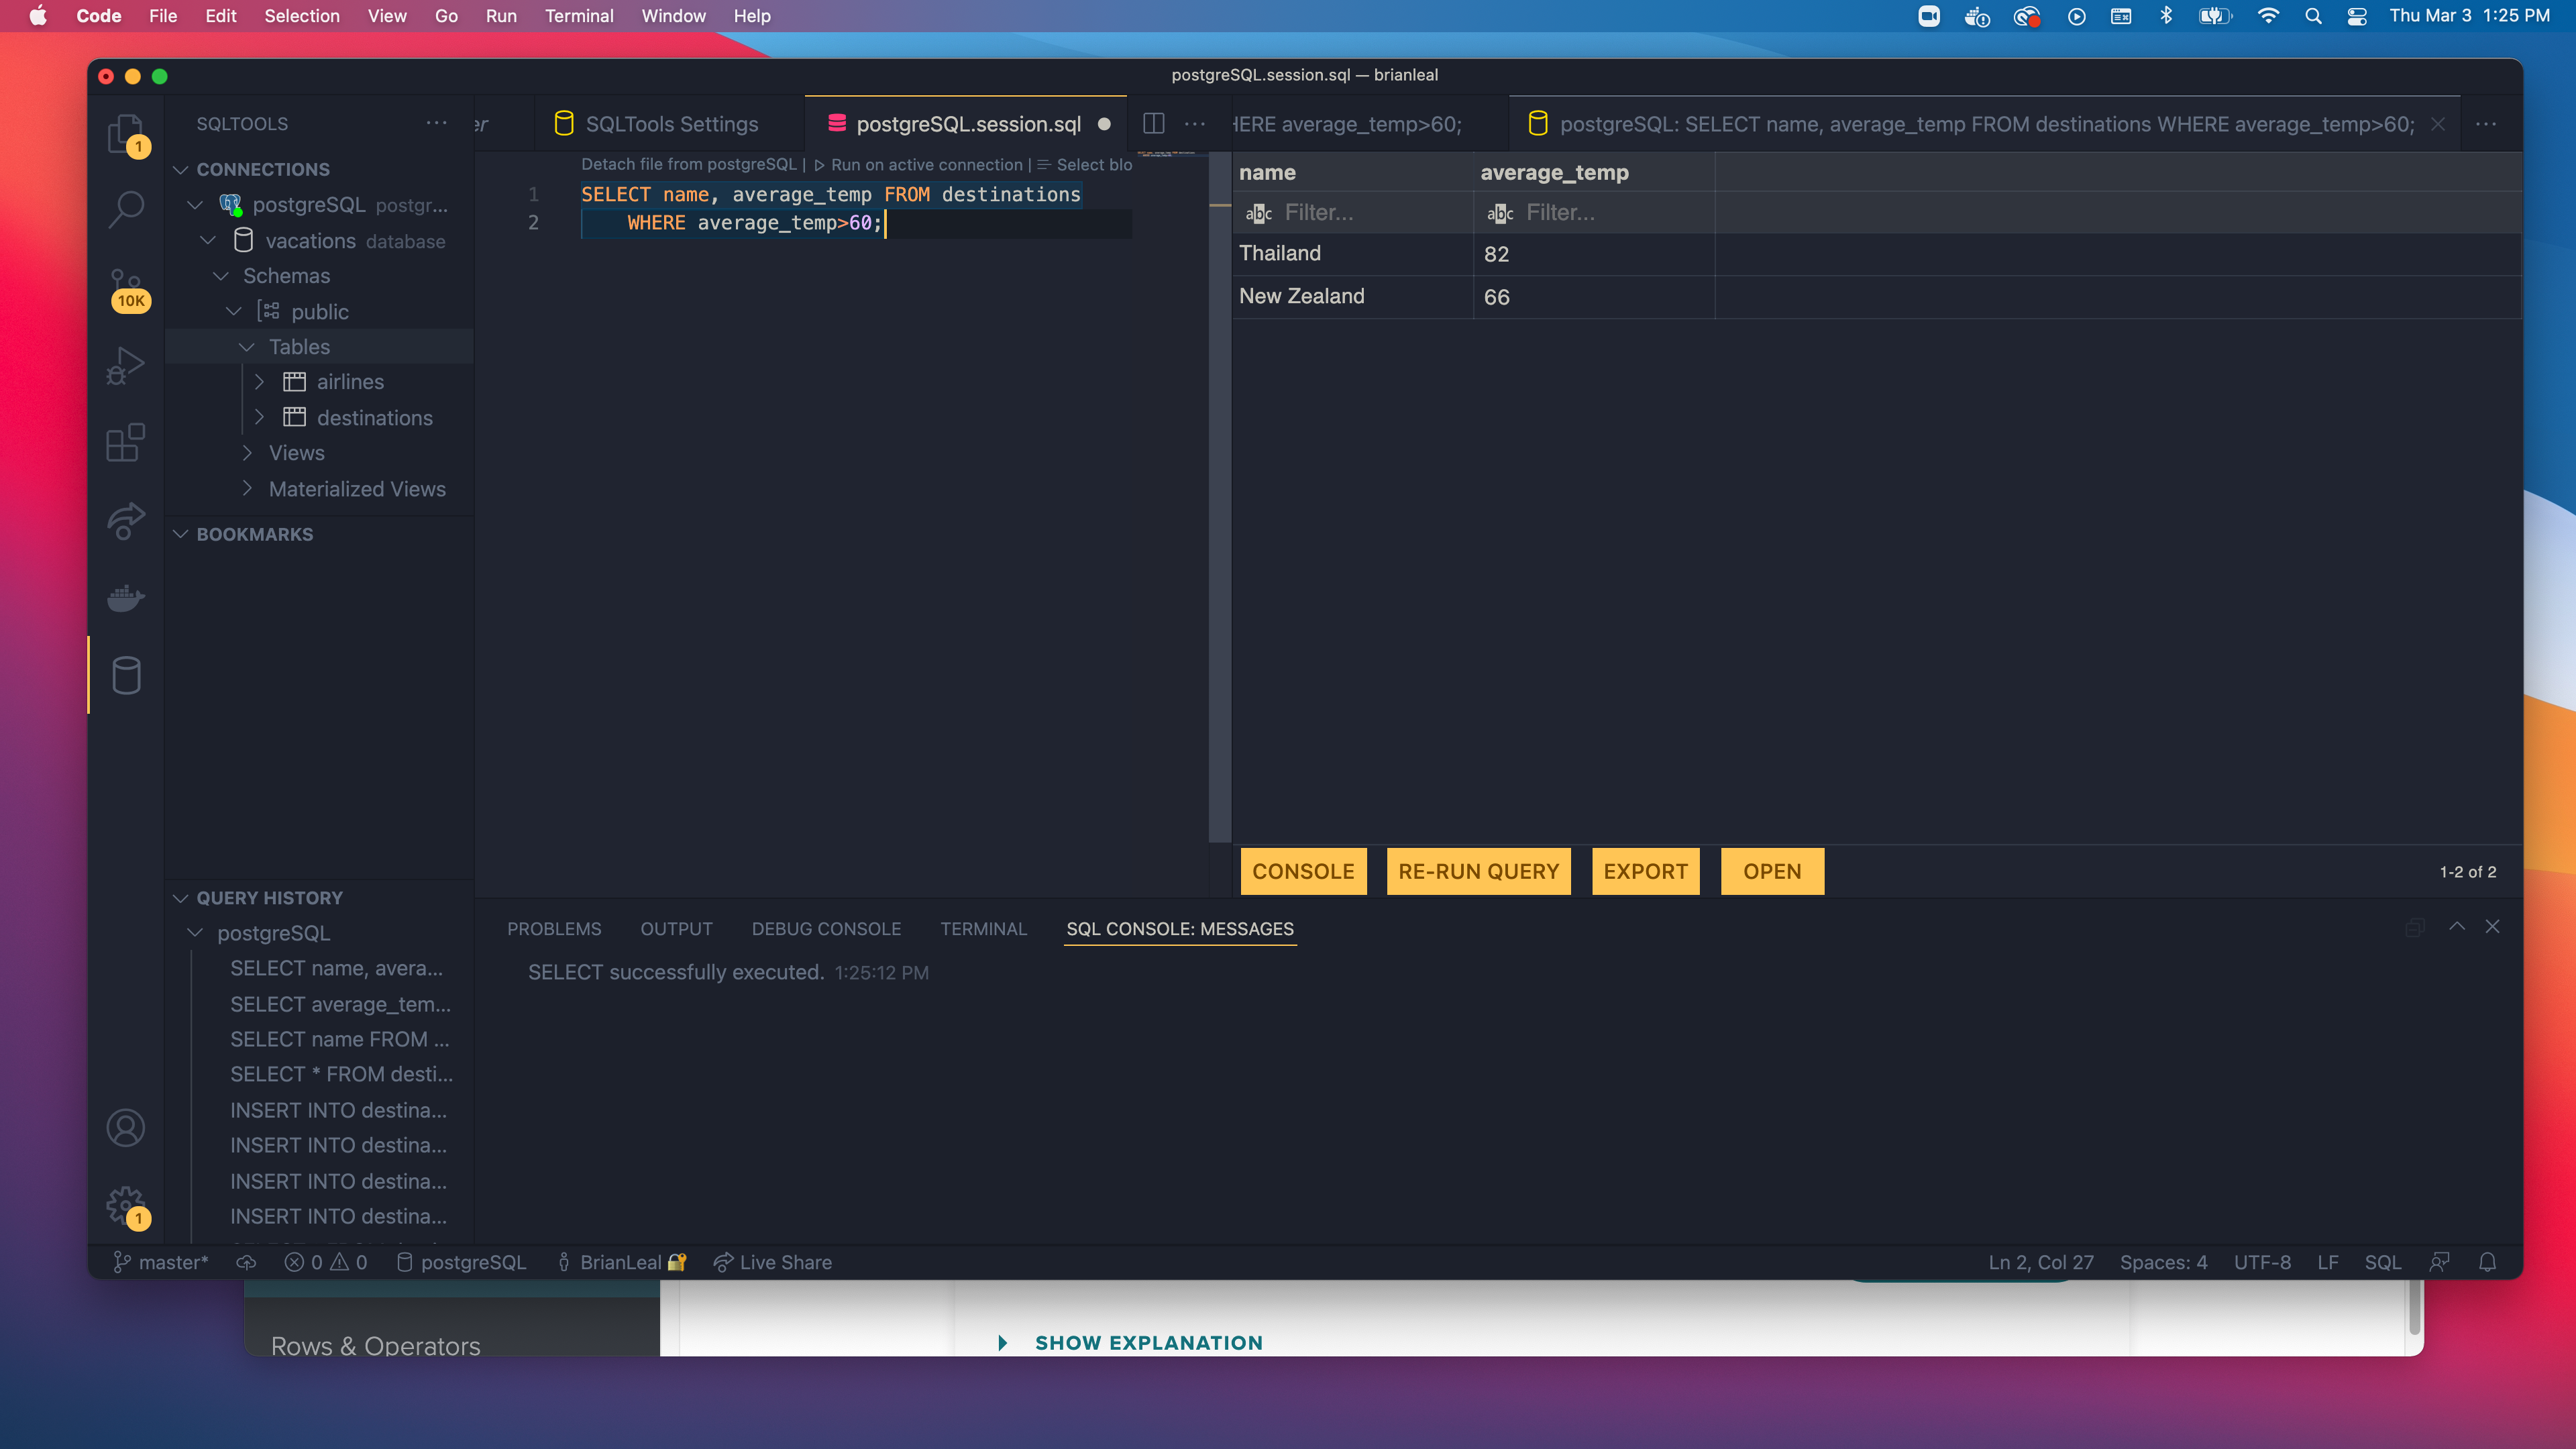 Code File Edit Selection View Go Run Terminal Window Help Thu Mar 3 1:25 PM
postgreSQL.session.sql — brianleal
1
10K
1
SQLTOOLS
CONNECTIONS
postgreSQL postgr...
vacations database
Schemas
public
Tables
airlines
destinations
Views
Materialized Views
BOOKMARKS
QUERY HISTORY
postgreSQL
SELECT name, avera...
SELECT average_tem...
SELECT name FROM ...
SELECT * FROM desti...
INSERT INTO destina...
INSERT INTO destina...
INSERT INTO destina...
INSERT INTO destina...
er SQLTools Settings postgreSQL.session.sql
Detach file from postgreSQL | Run on active connection | Select blo
1 SELECT name, average_temp FROM destinations
2 WHERE average_temp>60;
HERE average_temp>60; postgreSQL: SELECT name, average_temp FROM destinations WHERE average_temp>60;
name average_temp
abc Filter... abc Filter...
Thailand 82
New Zealand 66
CONSOLE RE-RUN QUERY EXPORT OPEN 1-2 of 2
PROBLEMS OUTPUT DEBUG CONSOLE TERMINAL SQL CONSOLE: MESSAGES
SELECT successfully executed. 1:25:12 PM
master* 0 0 postgreSQL BrianLeal Live Share Ln 2, Col 27 Spaces: 4 UTF-8 LF SQL
Rows & Operators
SHOW EXPLANATION